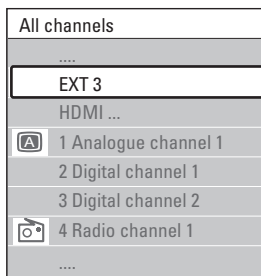 All channels
....
EXT 3
HDMI ...
A 1 Analogue channel 1
2 Digital channel 1
3 Digital channel 2
4 Radio channel 1
....